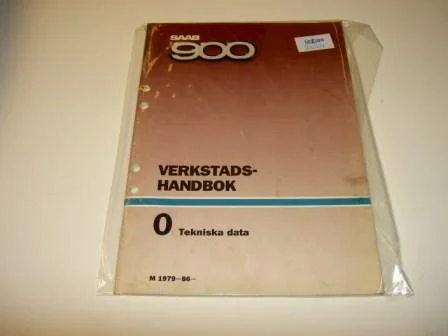 SAAB
900
VERKSTADS-
HANDBOK
0 Tekniska data
M 1979—86—